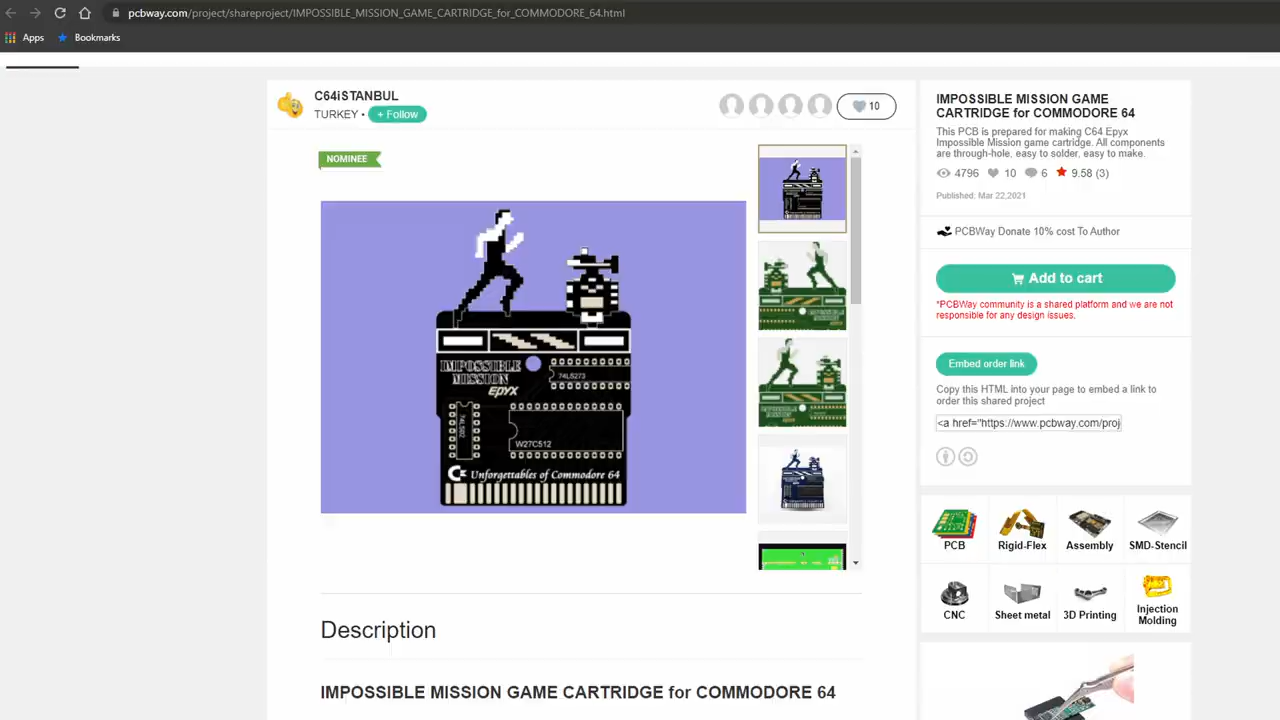 pcbway.com/project/shareproject/IMPOSSIBLE_MISSION_GAME_CARTRIDGE_for_COMMODORE_64.html
Apps
Bookmarks
C64iSTANBUL
TURKEY • + Follow
10
NOMINEE
IMPOSSIBLE
MISSION
Epyx
74LS273
74LS02
W27C512
Unforgettables of Commodore 64
Description
IMPOSSIBLE MISSION GAME CARTRIDGE for COMMODORE 64
IMPOSSIBLE MISSION GAME
CARTRIDGE for COMMODORE 64
This PCB is prepared for making C64 Epyx
Impossible Mission game cartridge. All components
are through-hole, easy to solder, easy to make.
4796 10 6 9.58 (3)
Published: Mar 22,2021
PCBWay Donate 10% cost To Author
Add to cart
*PCBWay community is a shared platform and we are not
responsible for any design issues.
Embed order link
Copy this HTML into your page to embed a link to
order this shared project
<a href="https://www.pcbway.com/proj
PCB
Rigid-Flex
Assembly
SMD-Stencil
CNC
Sheet metal
3D Printing
Injection
Molding